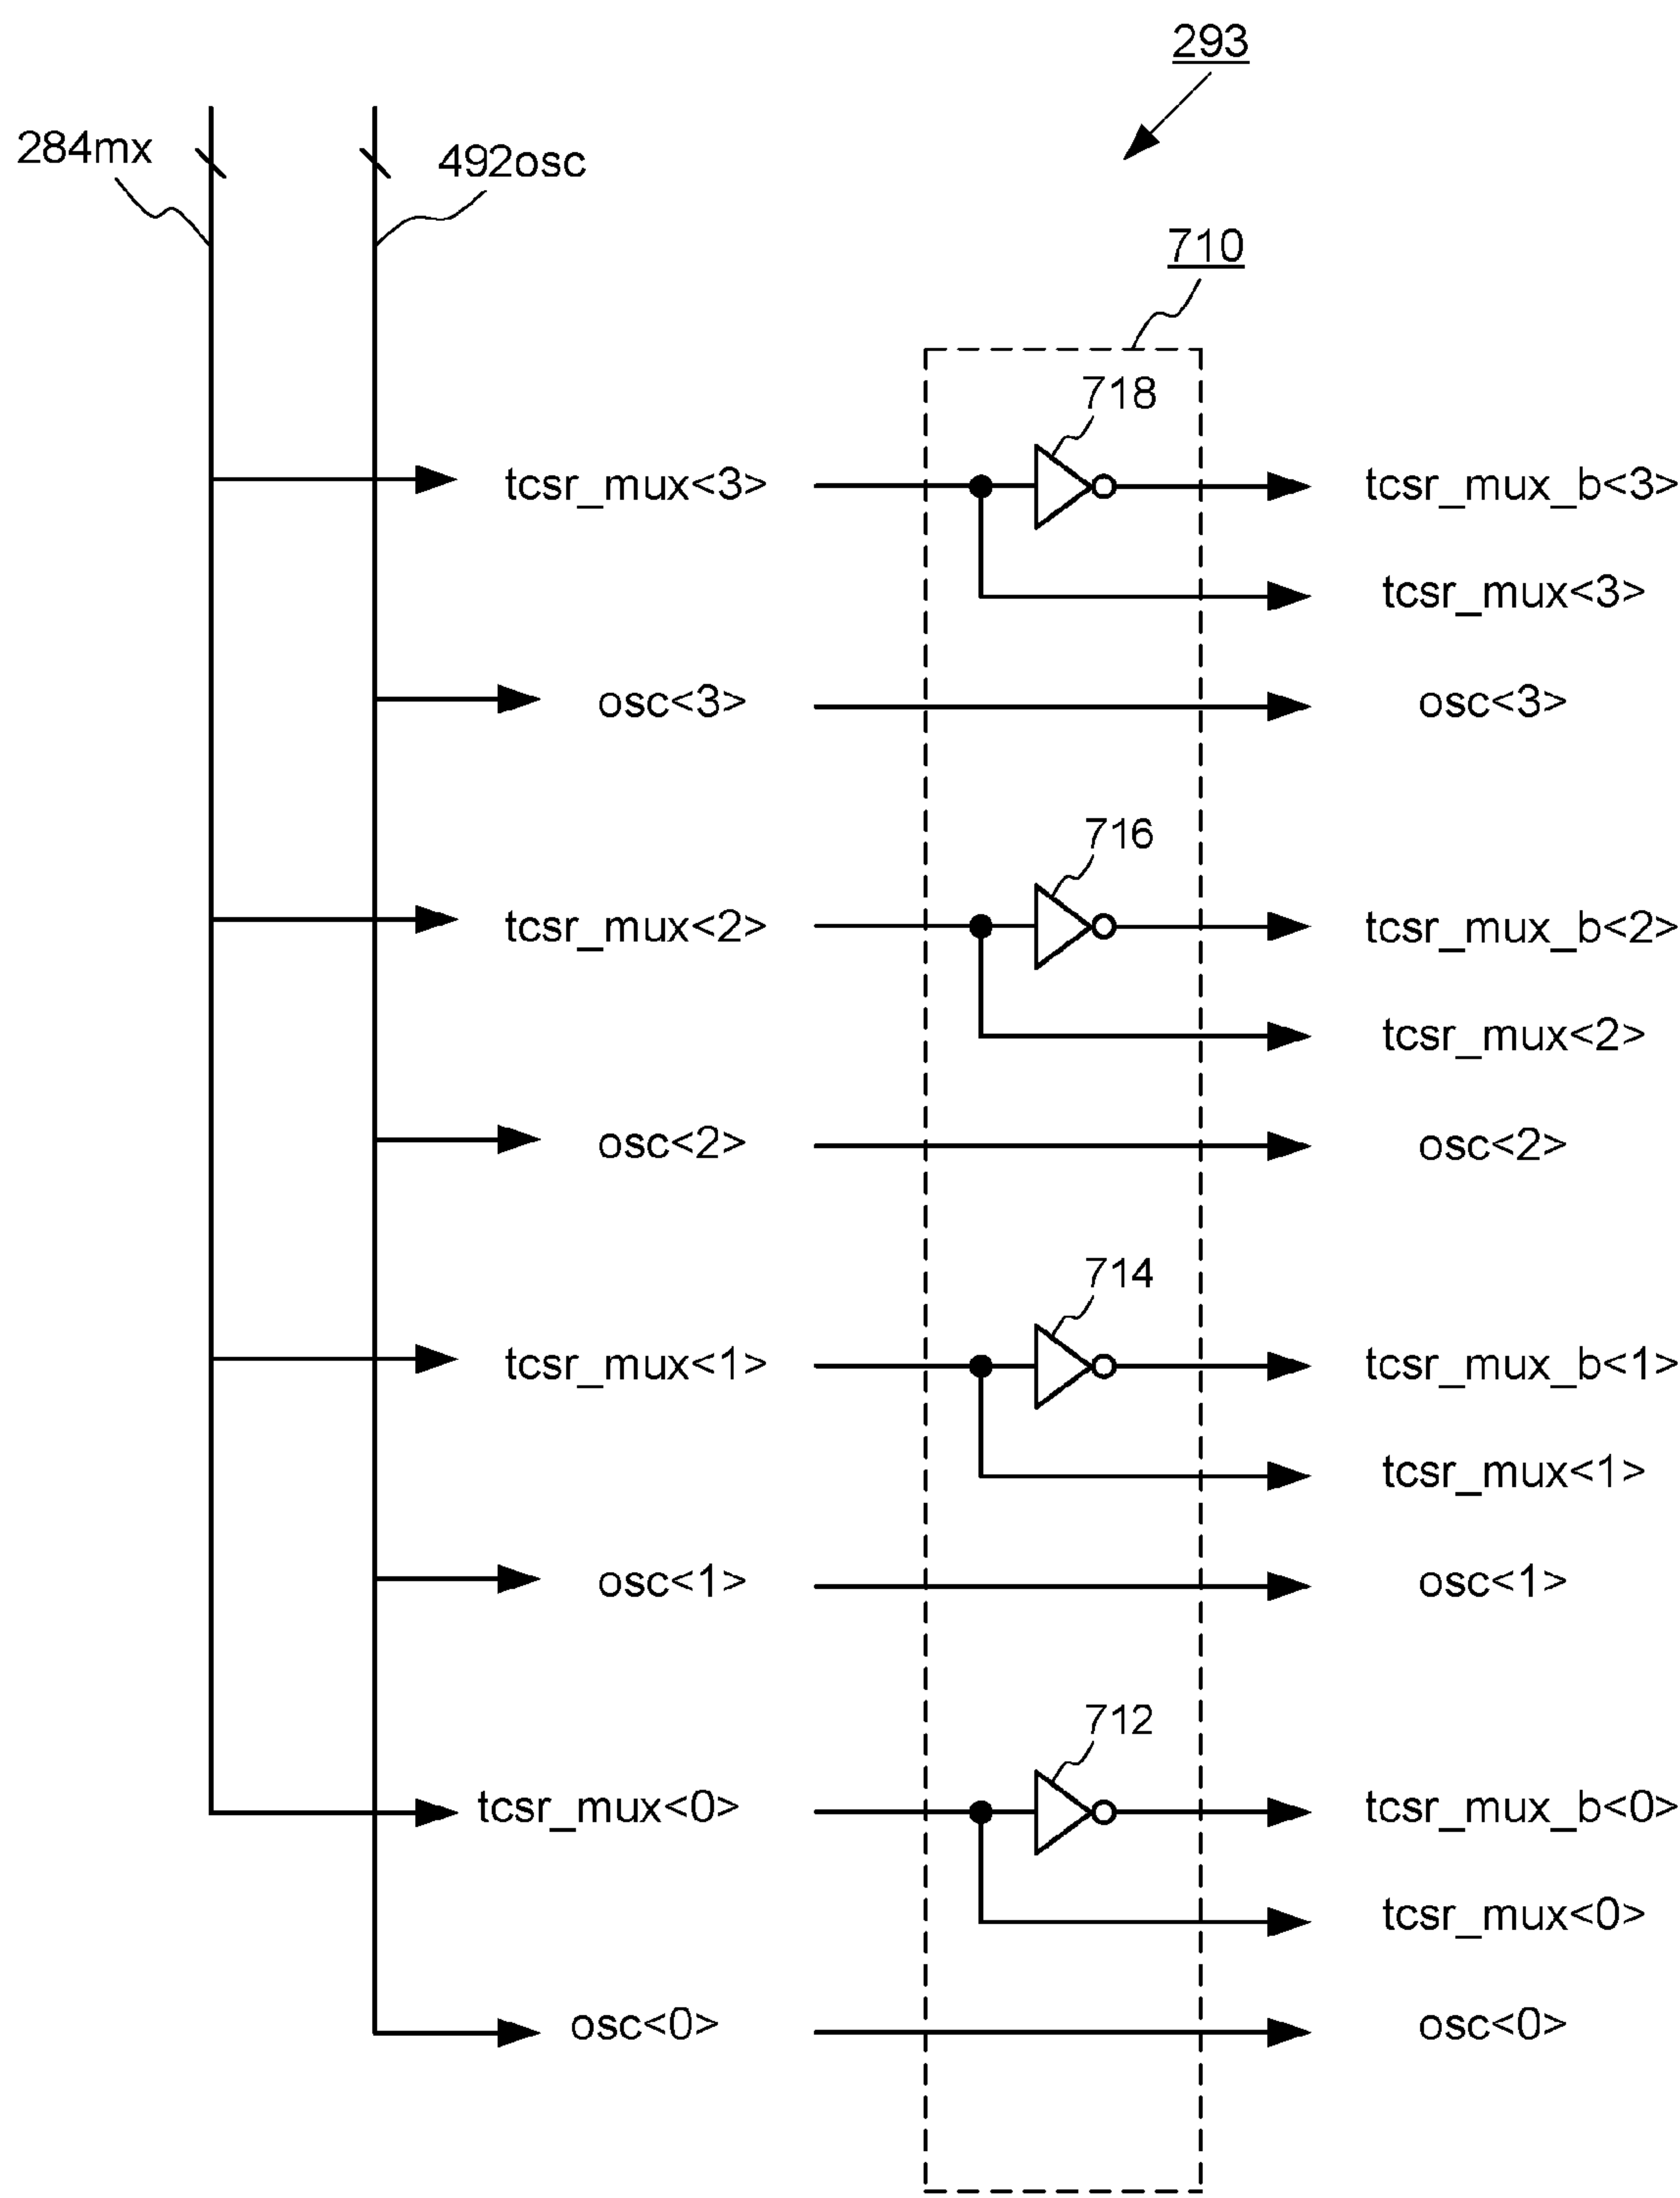 293
284mx
492osc
710
718
tcsr_mux<3> tcsr_mux_b<3>
tcsr_mux<3>
osc<3> osc<3>
716
tcsr_mux<2> tcsr_mux_b<2>
tcsr_mux<2>
osc<2> osc<2>
714
tcsr_mux<1> tcsr_mux_b<1>
tcsr_mux<1>
osc<1> osc<1>
712
tcsr_mux<0> tcsr_mux_b<0>
tcsr_mux<0>
osc<0> osc<0>